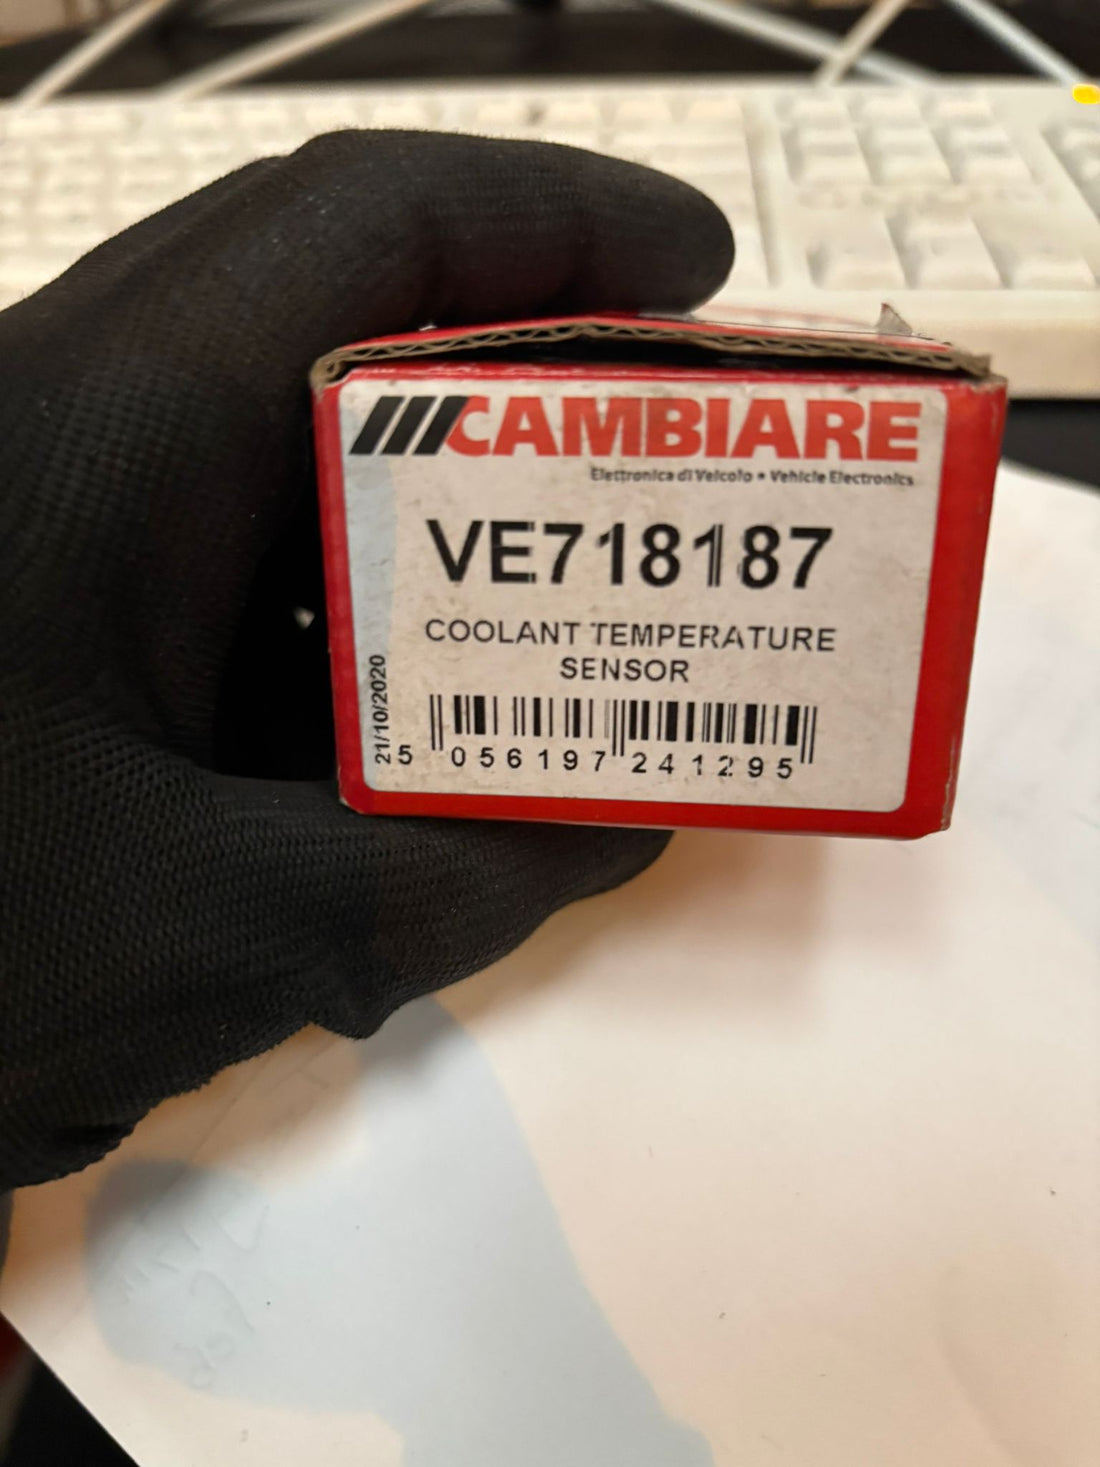 CAMBIARE
Elettronica di Veicolo • Vehicle Electronics
VE718187
COOLANT TEMPERATURE
SENSOR
21/10/2020
5 056197 241295